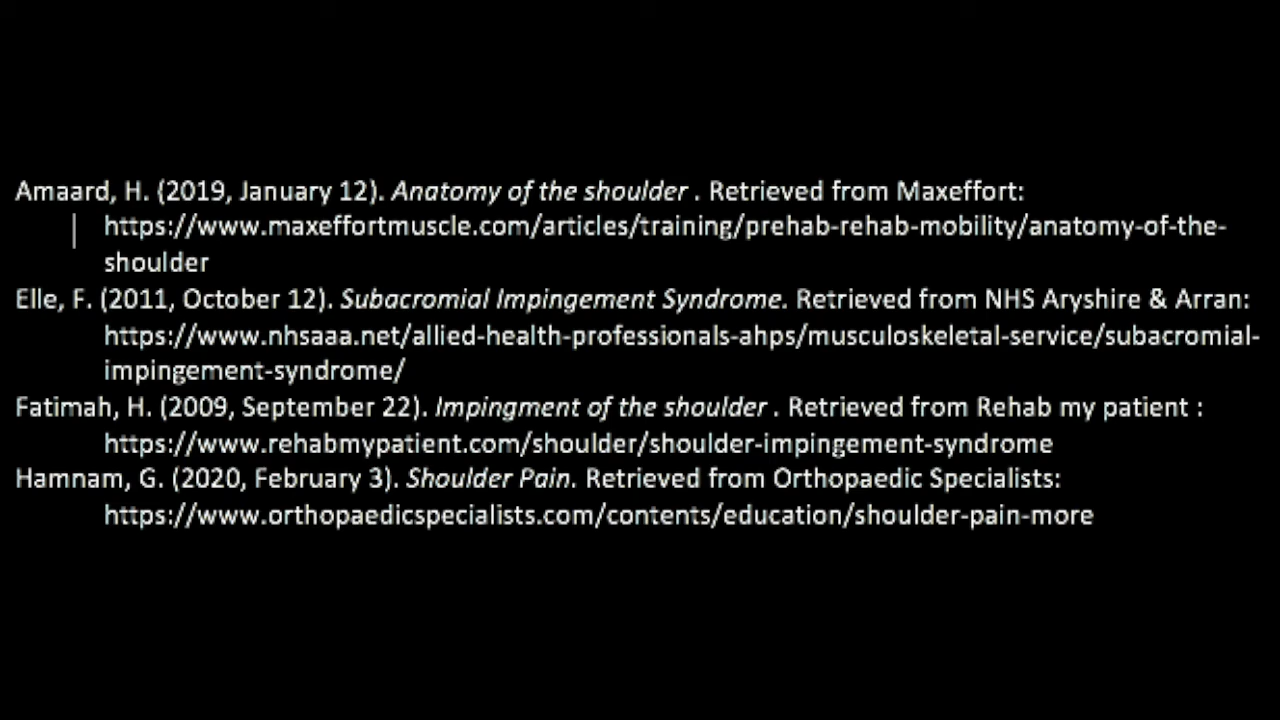 Amaard, H. (2019, January 12). Anatomy of the shoulder . Retrieved from Maxeffort:
https://www.maxeffortmuscle.com/articles/training/prehab-rehab-mobility/anatomy-of-the-
shoulder
Elle, F. (2011, October 12). Subacromial Impingement Syndrome. Retrieved from NHS Aryshire & Arran:
https://www.nhsaaa.net/allied-health-professionals-ahps/musculoskeletal-service/subacromial-
impingement-syndrome/
Fatimah, H. (2009, September 22). Impingment of the shoulder . Retrieved from Rehab my patient :
https://www.rehabmypatient.com/shoulder/shoulder-impingement-syndrome
Hamnam, G. (2020, February 3). Shoulder Pain. Retrieved from Orthopaedic Specialists:
https://www.orthopaedicspecialists.com/contents/education/shoulder-pain-more